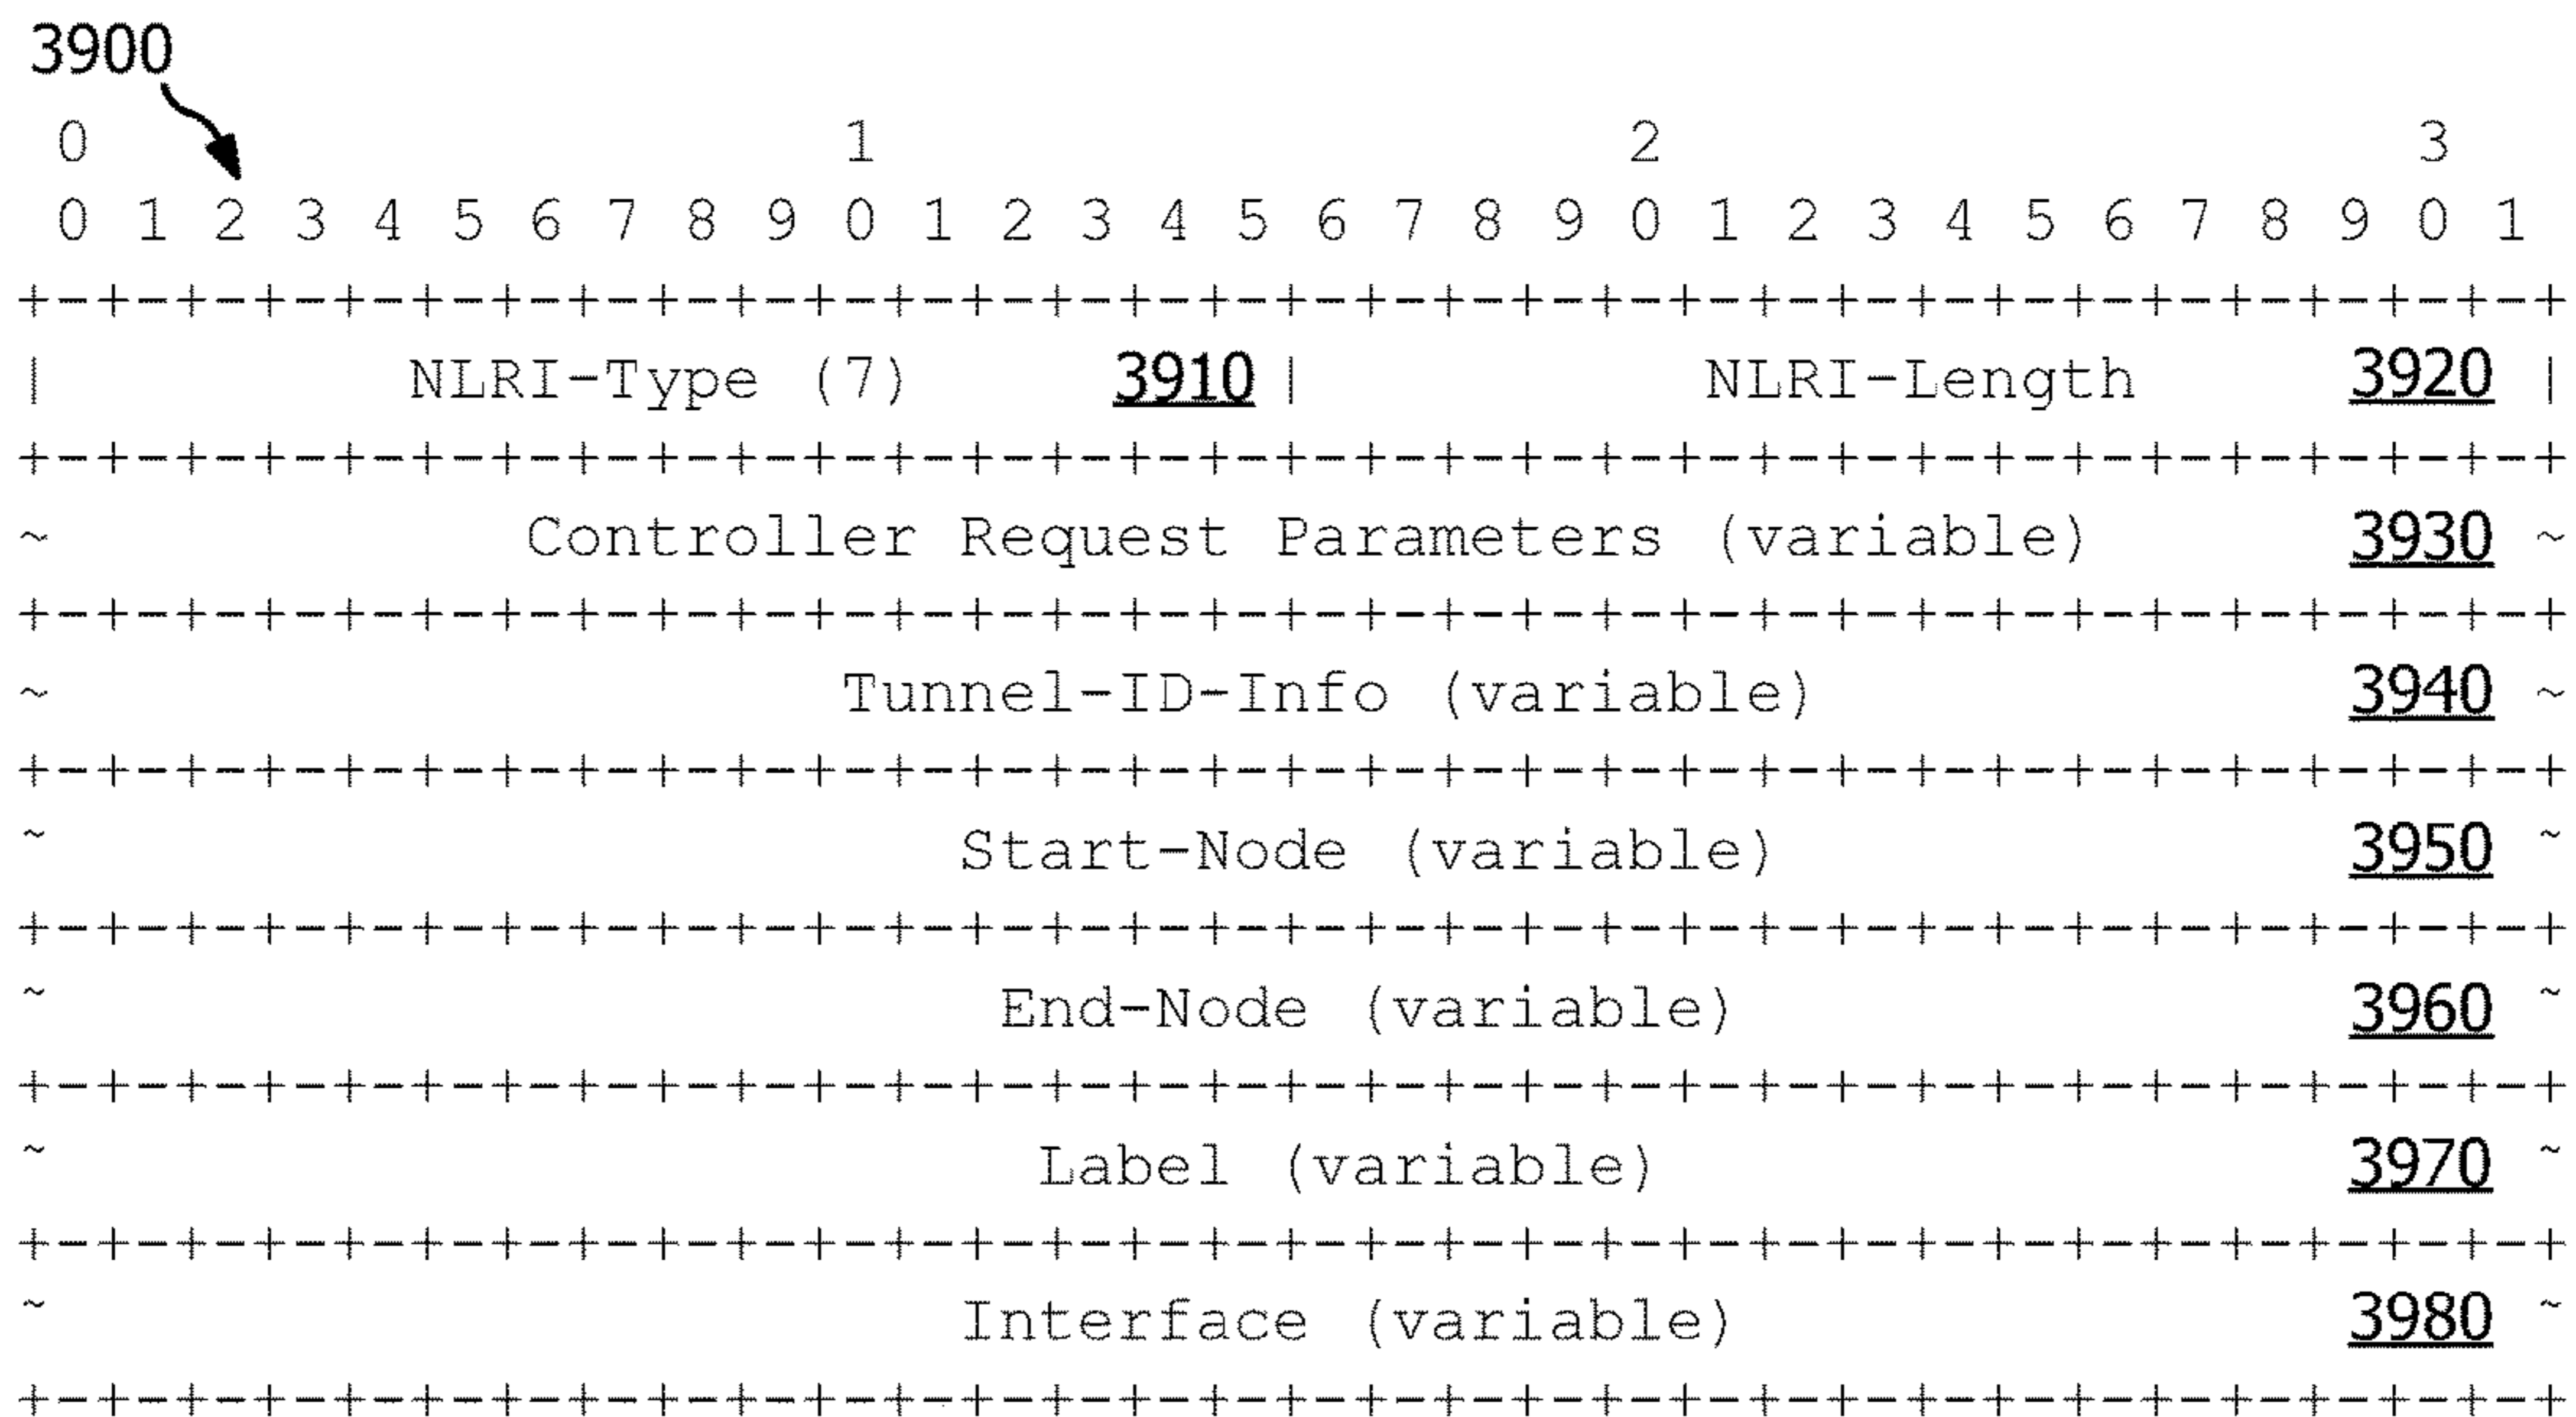 3900
0 1 2 3
0 1 2 3 4 5 6 7 8 9 0 1 2 3 4 5 6 7 8 9 0 1 2 3 4 5 6 7 8 9 0 1
+-+-+-+-+-+-+-+-+-+-+-+-+-+-+-+-+-+-+-+-+-+-+-+-+-+-+-+-+-+-+-+-+
| NLRI-Type (7) 3910 | NLRI-Length 3920 |
+-+-+-+-+-+-+-+-+-+-+-+-+-+-+-+-+-+-+-+-+-+-+-+-+-+-+-+-+-+-+-+-+
~ Controller Request Parameters (variable) 3930 ~
+-+-+-+-+-+-+-+-+-+-+-+-+-+-+-+-+-+-+-+-+-+-+-+-+-+-+-+-+-+-+-+-+
~ Tunnel-ID-Info (variable) 3940 ~
+-+-+-+-+-+-+-+-+-+-+-+-+-+-+-+-+-+-+-+-+-+-+-+-+-+-+-+-+-+-+-+-+
~ Start-Node (variable) 3950 ~
+-+-+-+-+-+-+-+-+-+-+-+-+-+-+-+-+-+-+-+-+-+-+-+-+-+-+-+-+-+-+-+-+
~ End-Node (variable) 3960 ~
+-+-+-+-+-+-+-+-+-+-+-+-+-+-+-+-+-+-+-+-+-+-+-+-+-+-+-+-+-+-+-+-+
~ Label (variable) 3970 ~
+-+-+-+-+-+-+-+-+-+-+-+-+-+-+-+-+-+-+-+-+-+-+-+-+-+-+-+-+-+-+-+-+
~ Interface (variable) 3980 ~
+-+-+-+-+-+-+-+-+-+-+-+-+-+-+-+-+-+-+-+-+-+-+-+-+-+-+-+-+-+-+-+-+